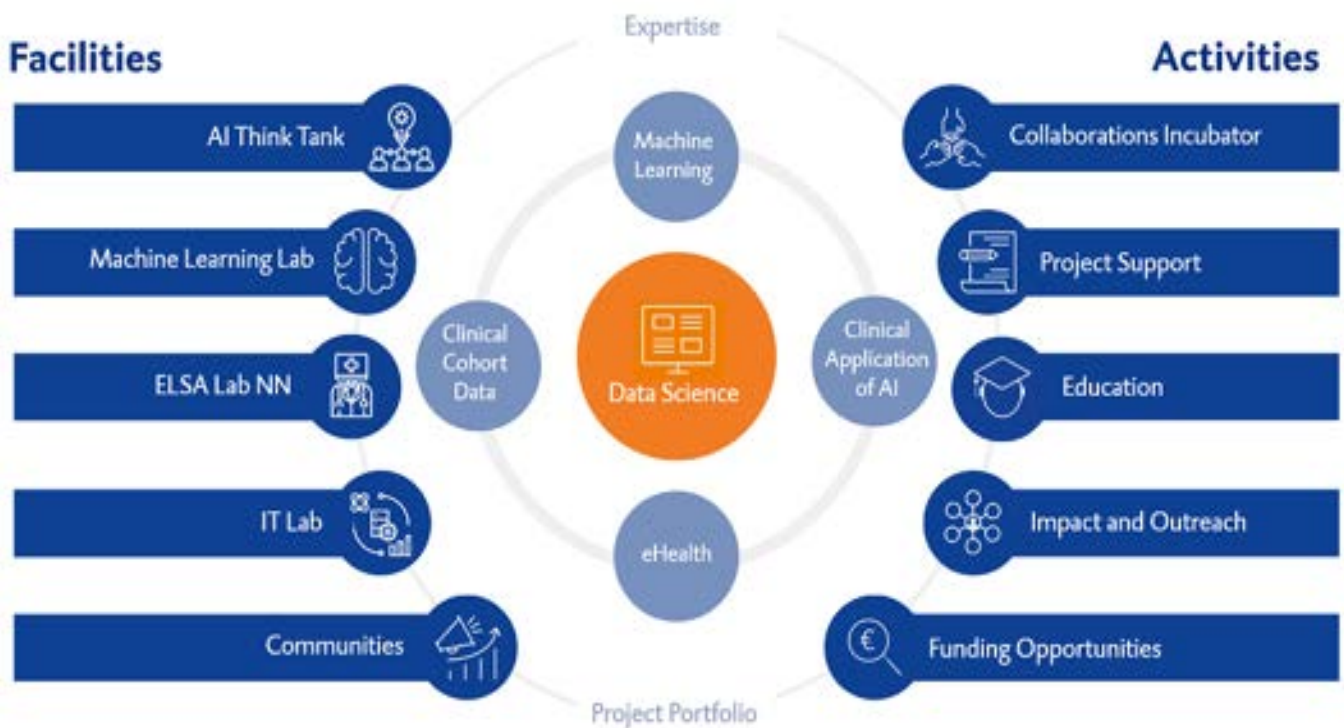 Expertise
Facilities
Activities
AI Think Tank
Machine Learning Lab
ELSA Lab NN
IT Lab
Communities
Machine
Learning
Clinical
Cohort
Data
Data Science
Clinical
Application
of AI
eHealth
Collaborations Incubator
Project Support
Education
Impact and Outreach
€
Funding Opportunities
Project Portfolio